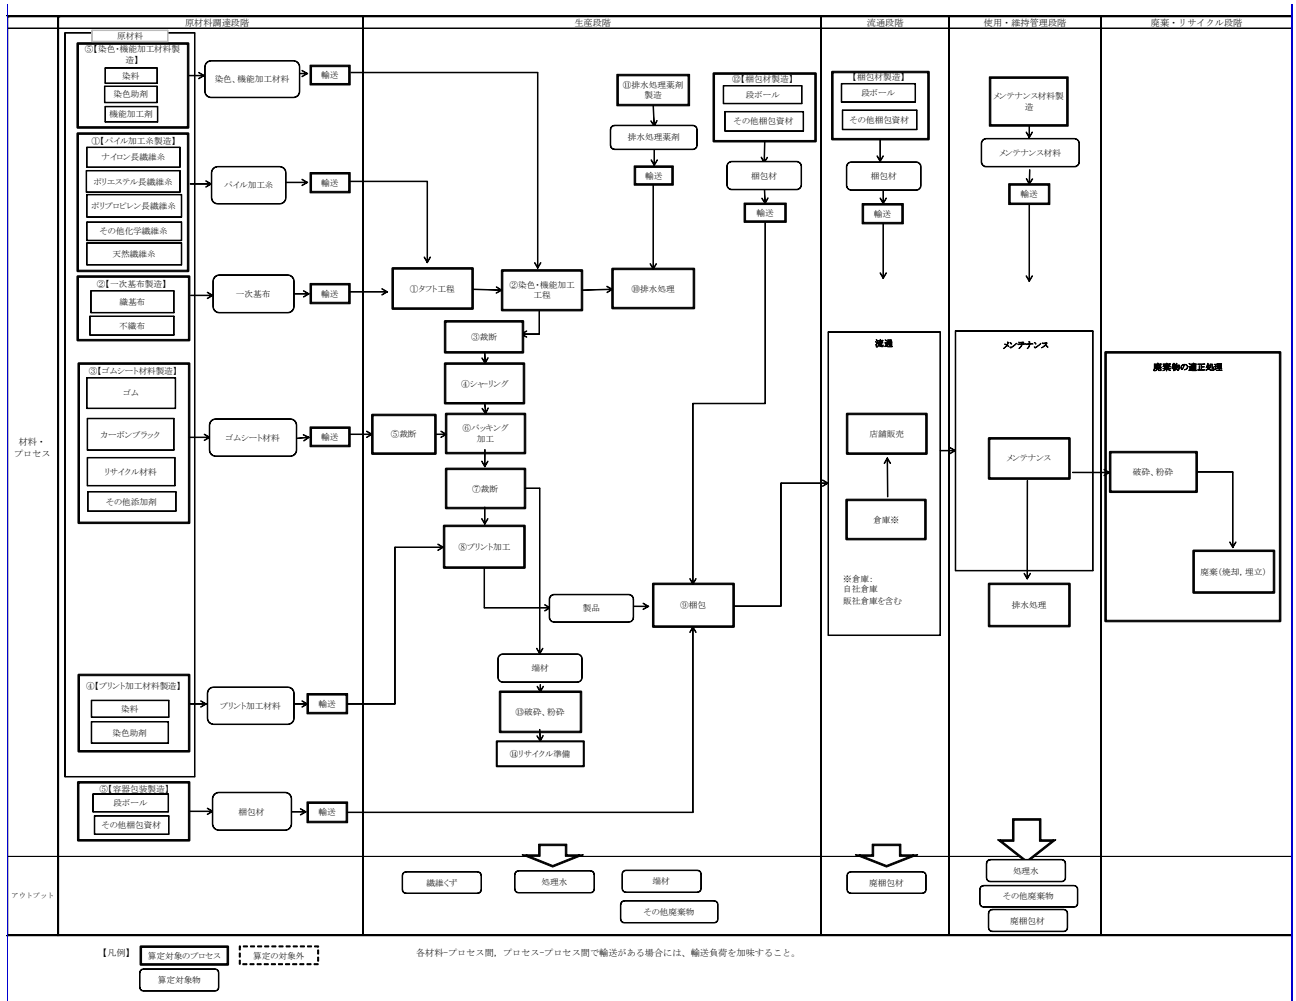 原材料調達段階
生産段階
流通段階
使用・維持管理段階
廃棄・リサイクル段階
材料・
プロセス
原材料
⑤【染色・機能加工材料製
造】
染料
染色助剤
機能加工剤
染色、機能加工材料
輸送
①【パイル加工糸製造】
ナイロン長繊維糸
ポリエステル長繊維糸
ポリプロピレン長繊維糸
その他化学繊維糸
天然繊維糸
パイル加工糸
輸送
②【一次基布製造】
織基布
不織布
一次基布
輸送
③【ゴムシート材料製造】
ゴム
カーボンブラック
リサイクル材料
その他添加剤
ゴムシート材料
輸送
④【プリント加工材料製造】
染料
染色助剤
プリント加工材料
輸送
⑤【容器包装製造】
段ボール
その他梱包資材
梱包材
輸送
①タフト工程
②染色・機能加工
工程
③裁断
④シャーリング
⑤裁断
⑥バッキング
加工
⑦裁断
⑧プリント加工
製品
⑨梱包
端材
⑬破砕、粉砕
⑭リサイクル準備
⑪排水処理薬剤
製造
排水処理薬剤
輸送
⑩排水処理
⑫【梱包材製造】
段ボール
その他梱包資材
梱包材
輸送
【梱包材製造】
段ボール
その他梱包資材
梱包材
輸送
流通
店舗販売
倉庫※
※倉庫：
自社倉庫
販社倉庫を含む
メンテナンス材料製
造
メンテナンス材料
輸送
メンテナンス
メンテナンス
排水処理
廃棄物の適正処理
破砕、粉砕
廃棄（焼却、埋立）
アウトプット
繊維くず
処理水
端材
その他廃棄物
廃梱包材
処理水
その他廃棄物
廃梱包材
【凡例】
算定対象のプロセス
算定の対象外
算定対象物
各材料-プロセス間、プロセス-プロセス間で輸送がある場合には、輸送負荷を加味すること。